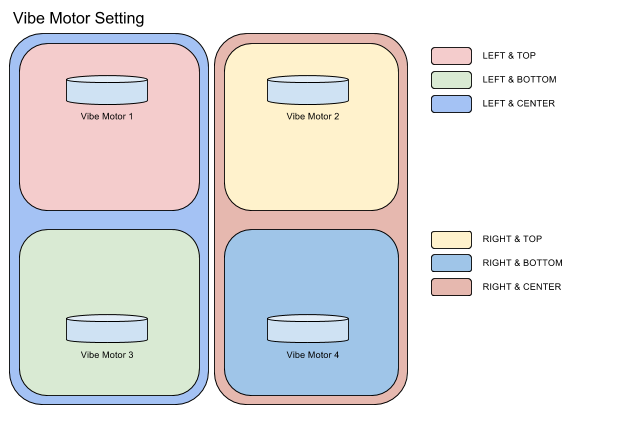 Vibe Motor Setting
Vibe Motor 1
Vibe Motor 2
Vibe Motor 3
Vibe Motor 4
LEFT & TOP
LEFT & BOTTOM
LEFT & CENTER
RIGHT & TOP
RIGHT & BOTTOM
RIGHT & CENTER